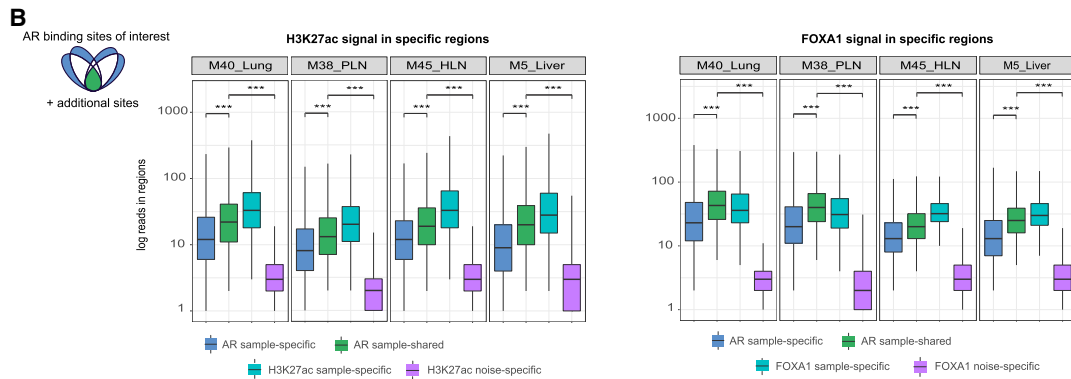 B
AR binding sites of interest
+ additional sites
H3K27ac signal in specific regions
M40_Lung M38_PLN M45_HLN M5_Liver
*** *** *** *** *** *** *** ***
log reads in regions
1000
100
10
1
AR sample-specific AR sample-shared
H3K27ac sample-specific H3K27ac noise-specific
FOXA1 signal in specific regions
M40_Lung M38_PLN M45_HLN M5_Liver
*** *** *** *** *** *** *** ***
1000
100
10
1
AR sample-specific AR sample-shared
FOXA1 sample-specific FOXA1 noise-specific